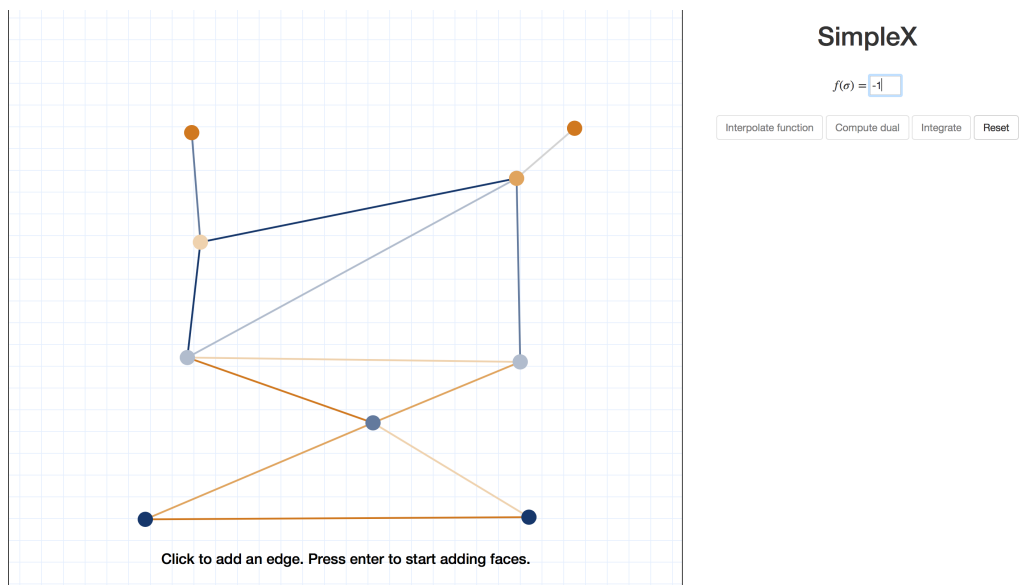 SimpleX
f(σ) = -1
Interpolate function Compute dual Integrate Reset
Click to add an edge. Press enter to start adding faces.